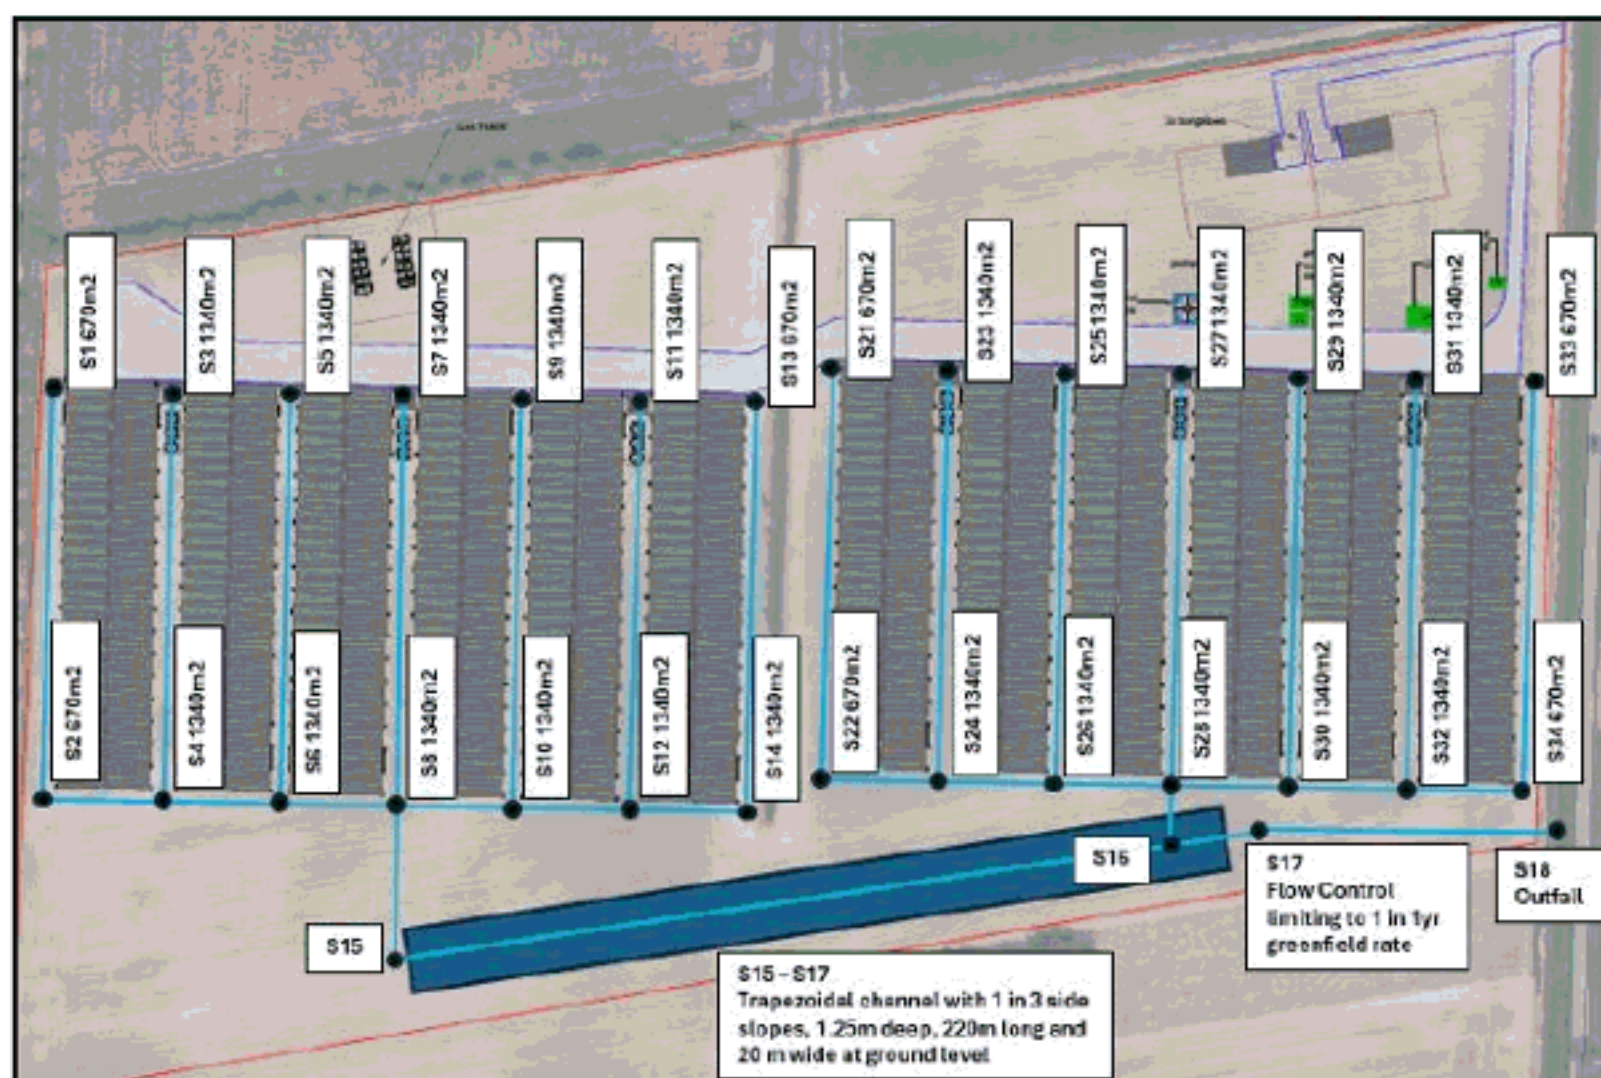 S1 670m2
S3 1340m2
S5 1340m2
S7 1340m2
S9 1340m2
S11 1340m2
S13 670m2
S21 670m2
S23 1340m2
S25 1340m2
S27 1340m2
S29 1340m2
S31 1340m2
S33 670m2
S2 670m2
S4 1340m2
S6 1340m2
S8 1340m2
S10 1340m2
S12 1340m2
S14 1340m2
S22 670m2
S24 1340m2
S26 1340m2
S28 1340m2
S30 1340m2
S32 1340m2
S34 670m2
S15
S16
S17
Flow Control
limiting to 1 in 1yr
greenfield rate
S18
Outfall
S15 – S17
Trapezoidal channel with 1 in 3 side
slopes, 1.25m deep, 220m long and
20 m wide at ground level